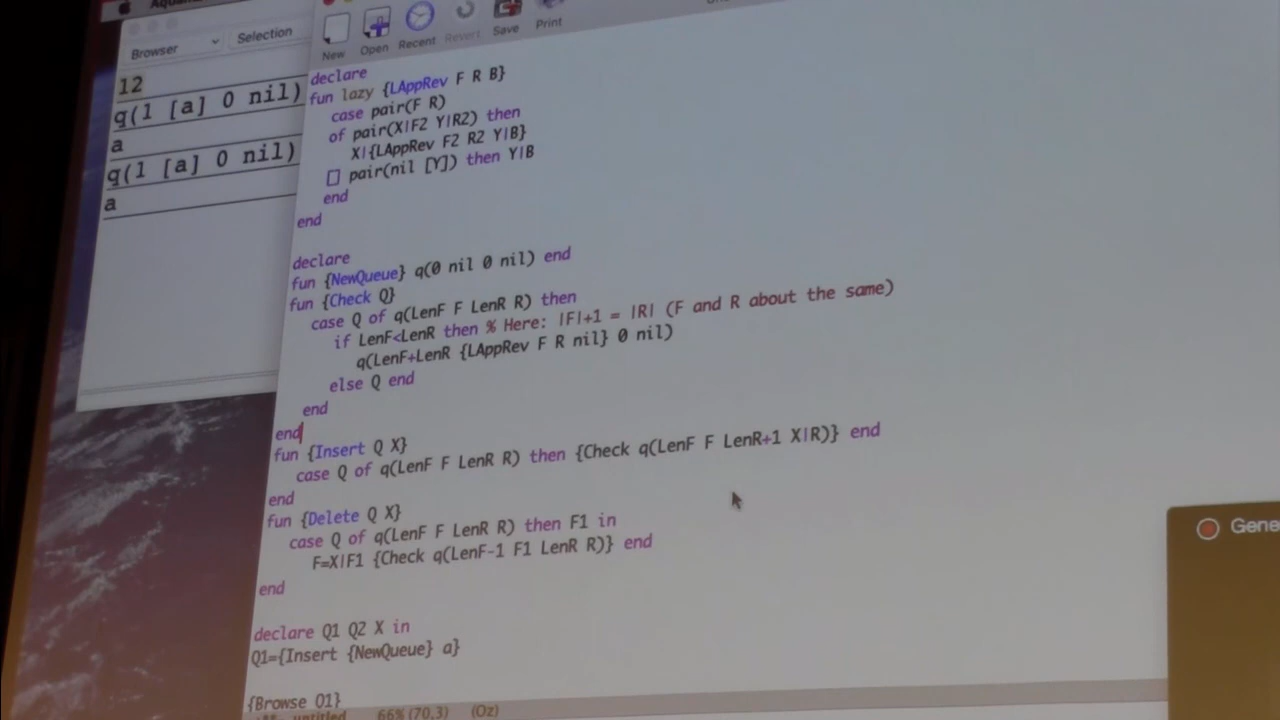 Browser
Selection
12
q(1 [a] 0 nil)
a
q(1 [a] 0 nil)
a
New
Open
Recent
Revert
Save
Print
declare
fun lazy {LAppRev F R B}
case pair(F R)
of pair(X|F2 Y|R2) then
X|{LAppRev F2 R2 Y|B}
[] pair(nil [Y]) then Y|B
end
end
declare
fun {NewQueue} q(0 nil 0 nil) end
fun {Check Q}
case Q of q(LenF F LenR R) then
if LenF<LenR then % Here: |F|+1 = |R| (F and R about the same)
q(LenF+LenR {LAppRev F R nil} 0 nil)
else Q end
end
end
fun {Insert Q X}
case Q of q(LenF F LenR R) then {Check q(LenF F LenR+1 X|R)} end
end
fun {Delete Q X}
case Q of q(LenF F LenR R) then F1 in
F=X|F1 {Check q(LenF-1 F1 LenR R)} end
end
declare Q1 Q2 X in
Q1={Insert {NewQueue} a}
{Browse Q1}
untitled 66% (70,3) (Oz)
Gene